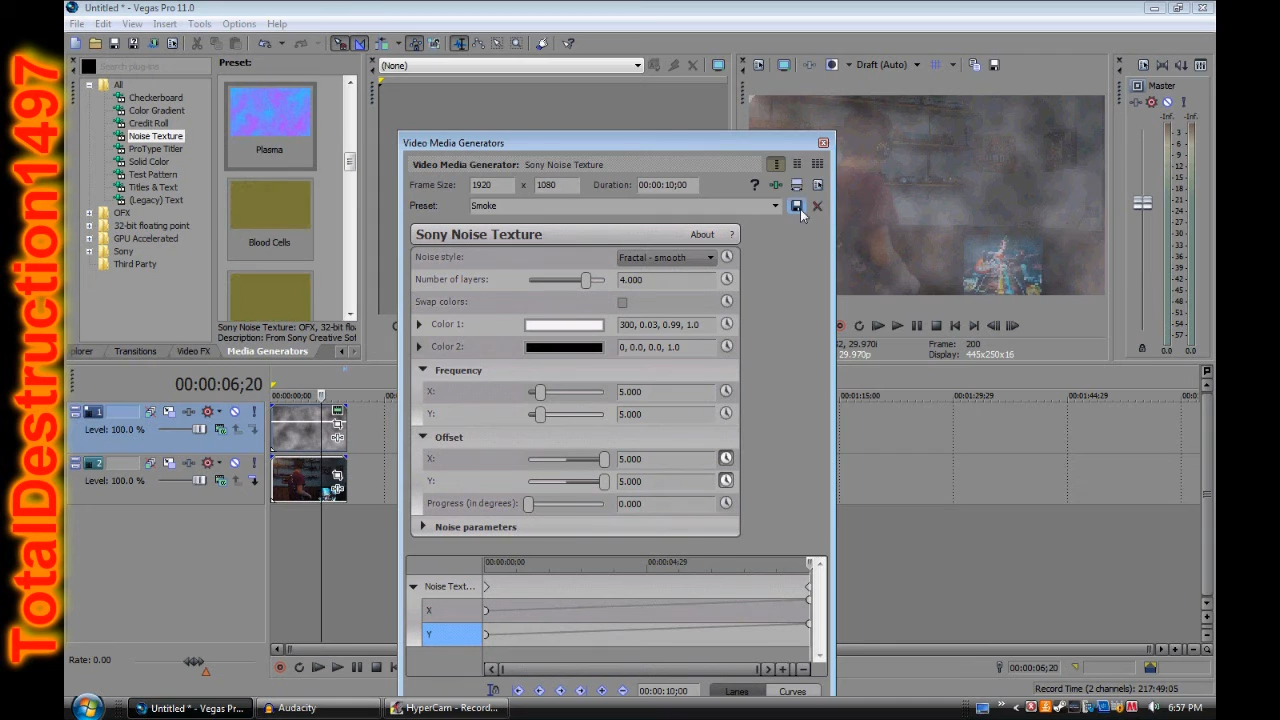 TotalDestruction1497
Untitled * - Vegas Pro 11.0
File Edit View Insert Tools Options Help
Search plug-ins
All
Checkerboard
Color Gradient
Credit Roll
Noise Texture
ProType Titler
Solid Color
Test Pattern
Titles & Text
(Legacy) Text
OFX
32-bit floating point
GPU Accelerated
Sony
Third Party
Preset:
Plasma
Blood Cells
Sony Noise Texture: OFX, 32-bit floa
Description: From Sony Creative Sof
plorer Transitions Video FX Media Generators
(None)
Draft (Auto)
Master
-Inf. -Inf.
Frame: 200
29.970p Display: 445x250x16
Video Media Generators
Video Media Generator: Sony Noise Texture
Frame Size: 1920 x 1080 Duration: 00:00:10;00
Preset: Smoke
Sony Noise Texture About ?
Noise style: Fractal - smooth
Number of layers: 4.000
Swap colors:
Color 1: 300, 0.03, 0.99, 1.0
Color 2: 0, 0.0, 0.0, 1.0
Frequency
X: 5.000
Y: 5.000
Offset
X: 5.000
Y: 5.000
Progress (in degrees): 0.000
Noise parameters
00:00:00;00 00:00:04;29
Noise Text...
X
Y
00:00:10;00 Lanes Curves
00:00:06;20
00:00:00;00 00:01:15;00 00:01:29;29 00:01:44;29 00:0
1
Level: 100.0 %
2
Level: 100.0 %
Rate: 0.00
00:00:06;20
Record Time (2 channels): 217:49:05
Untitled * - Vegas Pr... Audacity HyperCam - Record... 6:57 PM